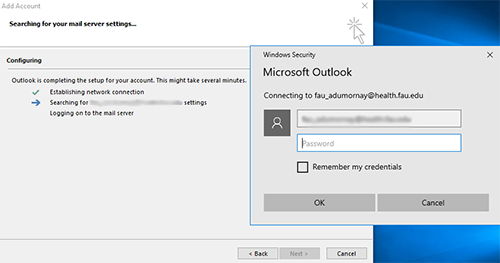 Add Account
Searching for your mail server settings...
Configuring
Outlook is completing the setup for your account. This might take several minutes.
Establishing network connection
Searching for settings
Logging on to the mail server
< Back
Next >
Cancel
Windows Security
Microsoft Outlook
Connecting to fau_adumornay@health.fau.edu
Password
Remember my credentials
OK
Cancel